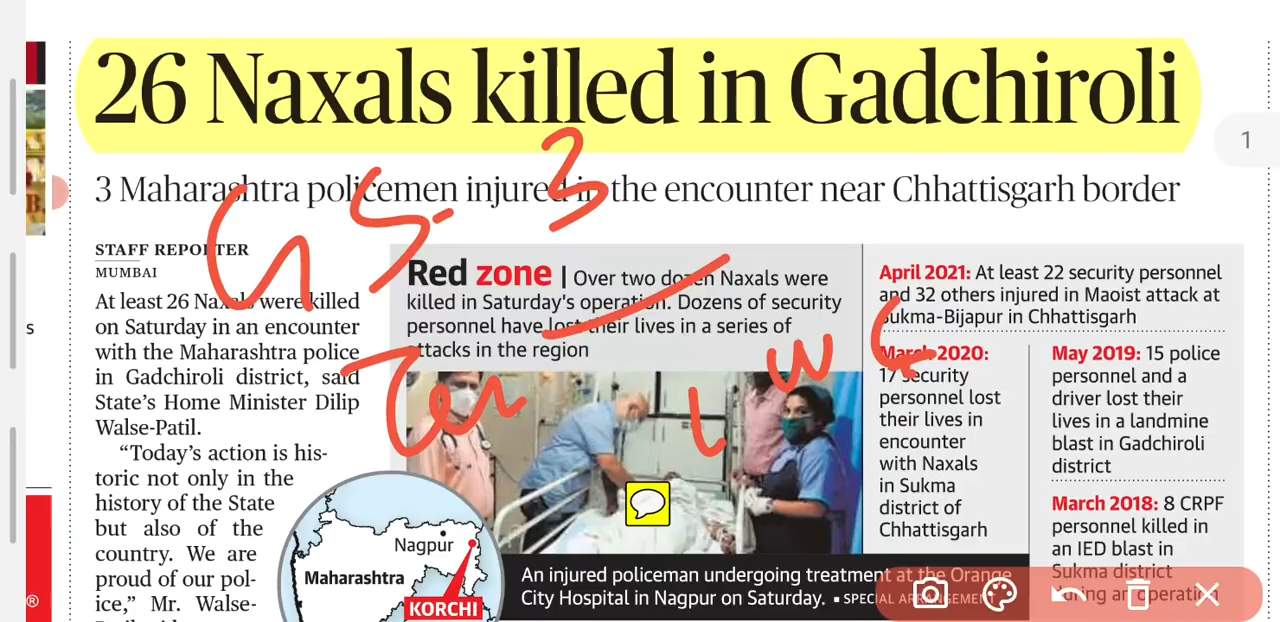 26 Naxals killed in Gadchiroli
1
3 Maharashtra policemen injured in the encounter near Chhattisgarh border
GS. 3
STAFF REPORTER
MUMBAI
At least 26 Naxals were killed
on Saturday in an encounter
with the Maharashtra police
in Gadchiroli district, said
State's Home Minister Dilip
Walse-Patil.
"Today's action is his-
toric not only in the
history of the State
but also of the
country. We are
proud of our pol-
ice," Mr. Walse-
Red zone | Over two dozen Naxals were
killed in Saturday's operation. Dozens of security
personnel have lost their lives in a series of
attacks in the region
Nagpur
Maharashtra
KORCHI
An injured policeman undergoing treatment at the Orange
City Hospital in Nagpur on Saturday. ▪ SPECIAL ARRANGEMENT
April 2021: At least 22 security personnel
and 32 others injured in Maoist attack at
Sukma-Bijapur in Chhattisgarh
March 2020:
17 security
personnel lost
their lives in
encounter
with Naxals
in Sukma
district of
Chhattisgarh
May 2019: 15 police
personnel and a
driver lost their
lives in a landmine
blast in Gadchiroli
district
March 2018: 8 CRPF
personnel killed in
an IED blast in
Sukma district
during an operation
s
®